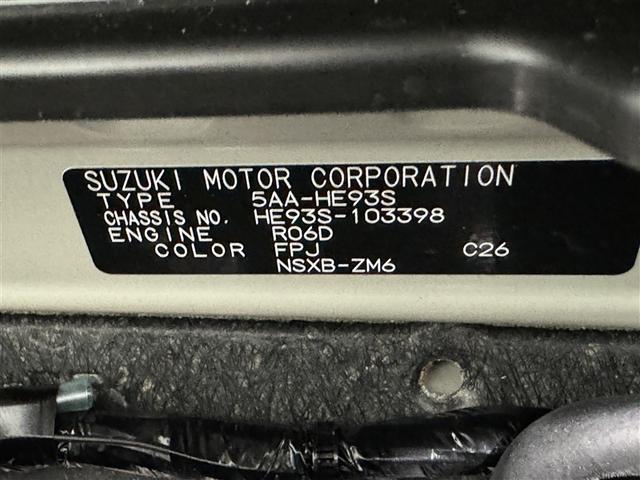 SUZUKI MOTOR CORPORATION
TYPE 5AA-HE93S
CHASSIS NO. HE93S-103398
ENGINE R06D
COLOR FPJ C26
NSXB-ZM6